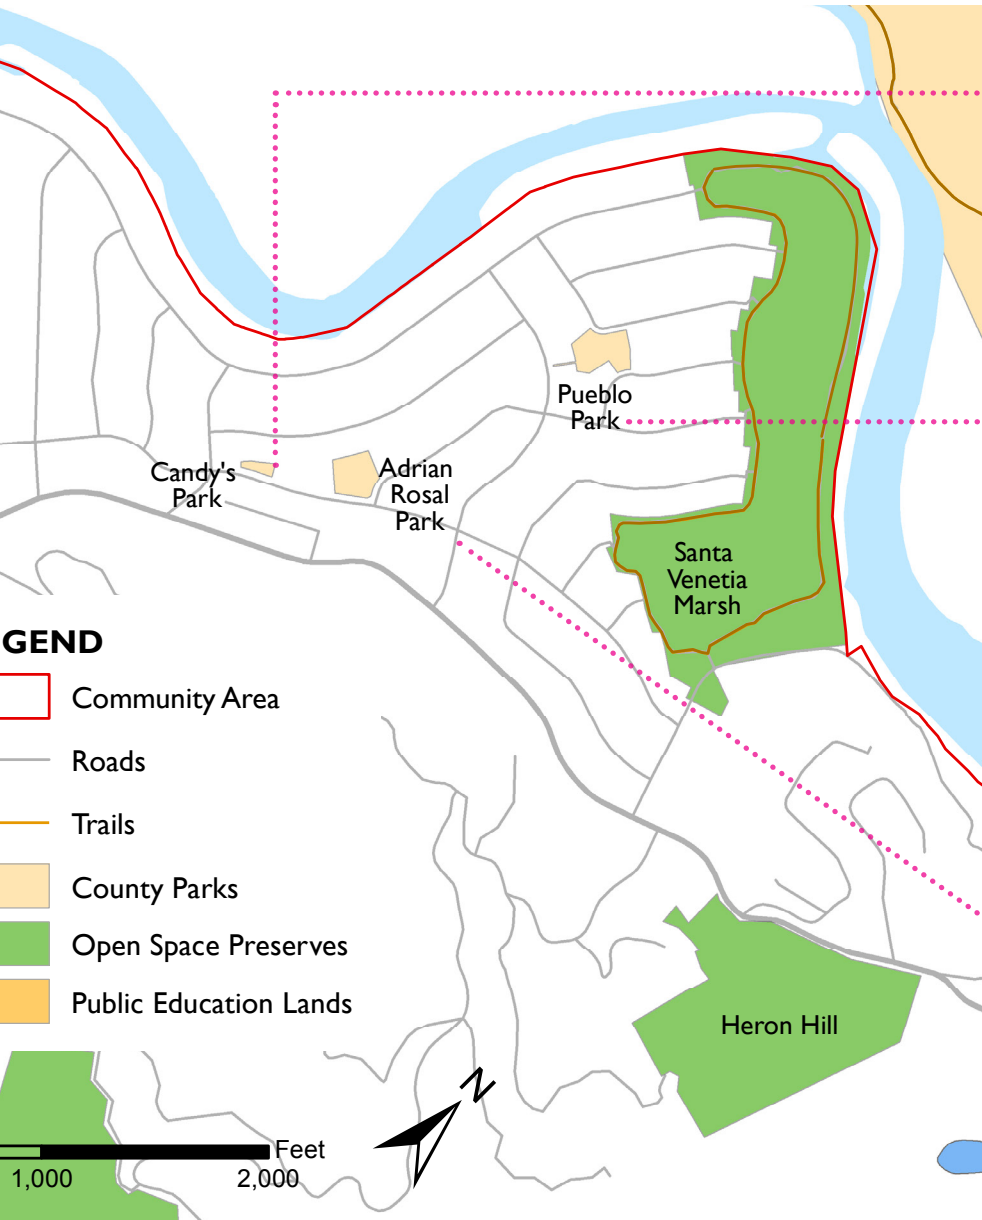 Pueblo
Park
Candy's
Park
Adrian
Rosal
Park
Santa
Venetia
Marsh
GEND
Community Area
Roads
Trails
County Parks
Open Space Preserves
Public Education Lands
Heron Hill
N
Feet
1,000
2,000